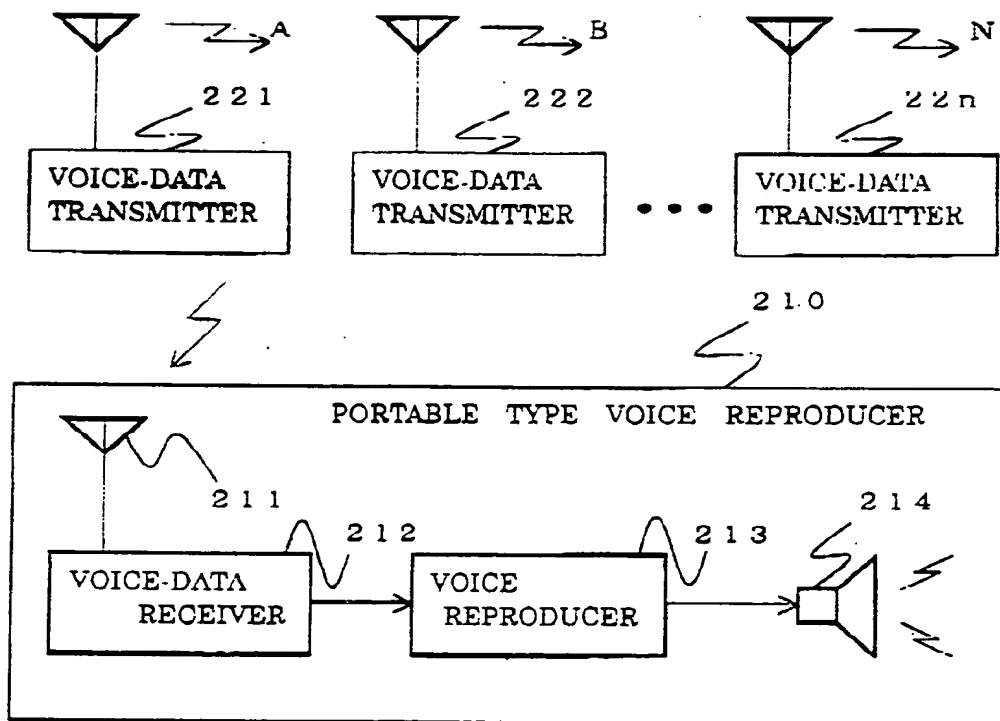 A B N
221 222 22n
VOICE-DATA TRANSMITTER
VOICE-DATA TRANSMITTER
VOICE-DATA TRANSMITTER
210
PORTABLE TYPE VOICE REPRODUCER
211
212
213
214
VOICE-DATA
RECEIVER
VOICE
REPRODUCER